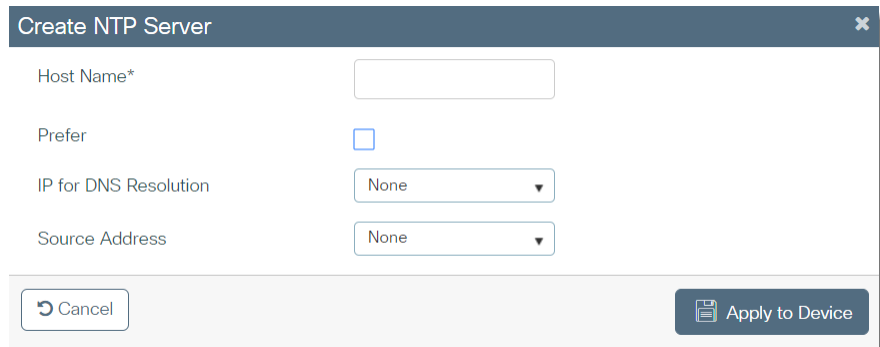 Create NTP Server
Host Name*
Prefer
IP for DNS Resolution
None
Source Address
None
Cancel
Apply to Device